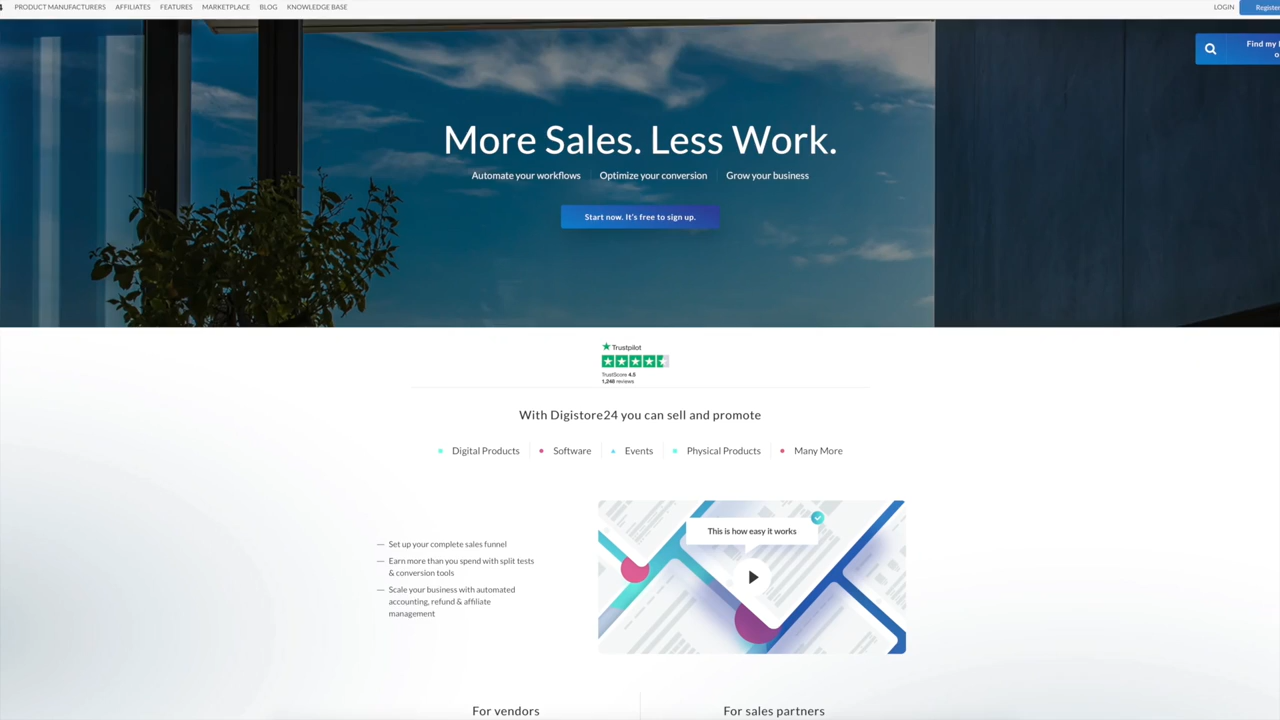 PRODUCT MANUFACTURERS AFFILIATES FEATURES MARKETPLACE BLOG KNOWLEDGE BASE LOGIN Register
Find my
More Sales. Less Work.
Automate your workflows Optimize your conversion Grow your business
Start now. It's free to sign up.
Trustpilot
TrustScore 4.5
1,248 reviews
With Digistore24 you can sell and promote
Digital Products Software Events Physical Products Many More
This is how easy it works
— Set up your complete sales funnel
— Earn more than you spend with split tests
& conversion tools
— Scale your business with automated
accounting, refund & affiliate
management
For vendors For sales partners